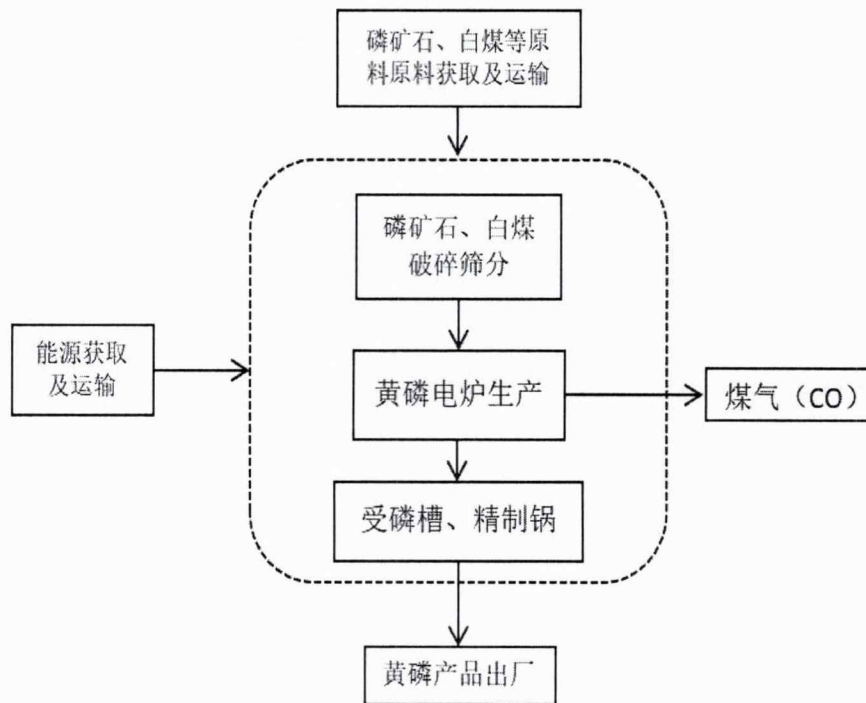 磷矿石、白煤等原
料原料获取及运输
磷矿石、白煤
破碎筛分
能源获取
及运输
黄磷电炉生产
煤气（CO）
受磷槽、精制锅
黄磷产品出厂